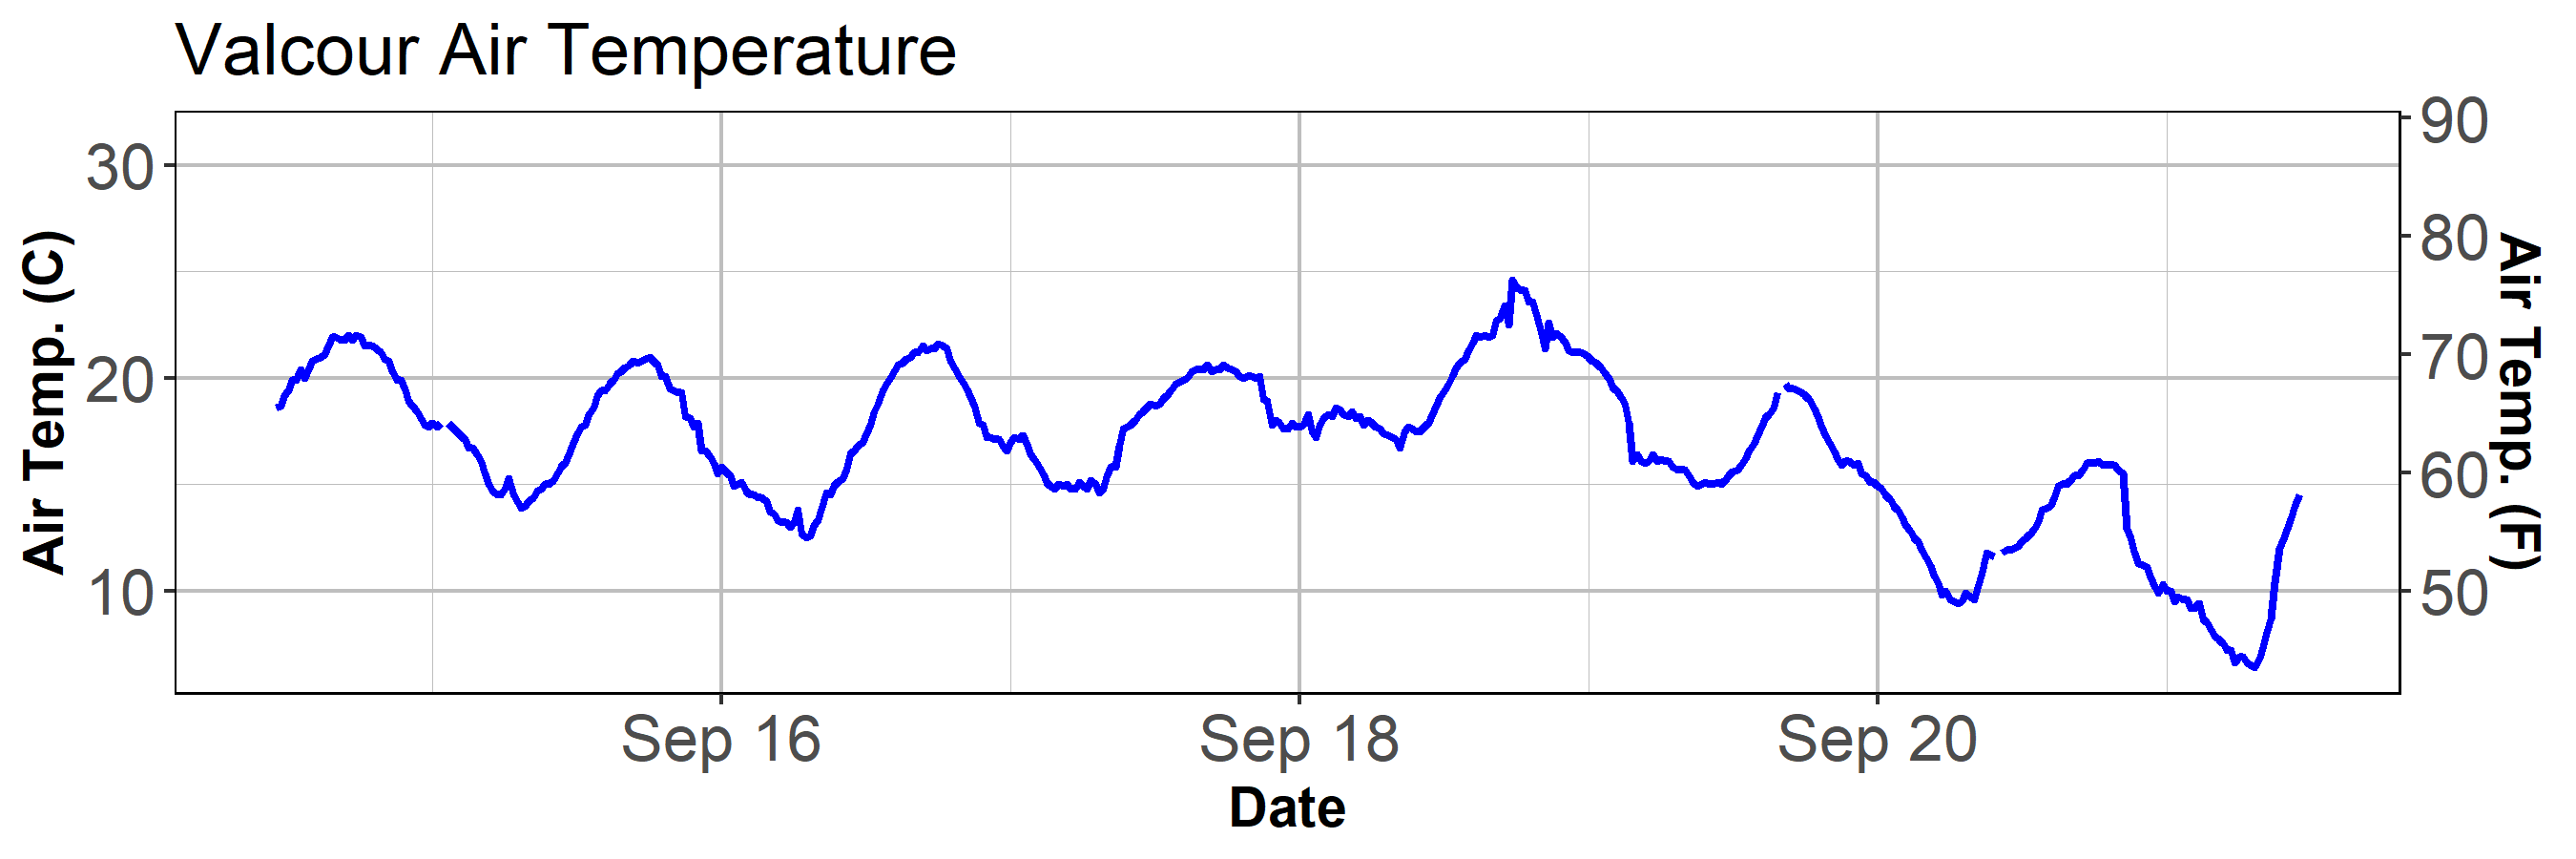 Valcour Air Temperature
Air Temp. (C)
30
20
10
90
80
70
60
50
Air Temp. (F)
Sep 16
Sep 18
Sep 20
Date